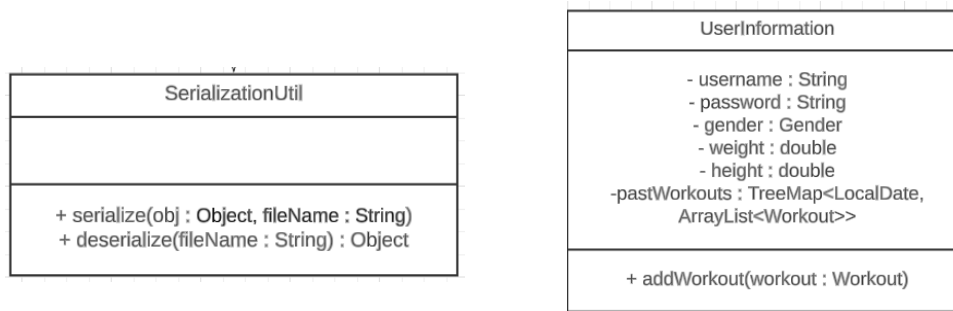 SerializationUtil
+ serialize(obj : Object, fileName : String)
+ deserialize(fileName : String) : Object
UserInformation
- username : String
- password : String
- gender : Gender
- weight : double
- height : double
-pastWorkouts : TreeMap<LocalDate,
ArrayList<Workout>>
+ addWorkout(workout : Workout)